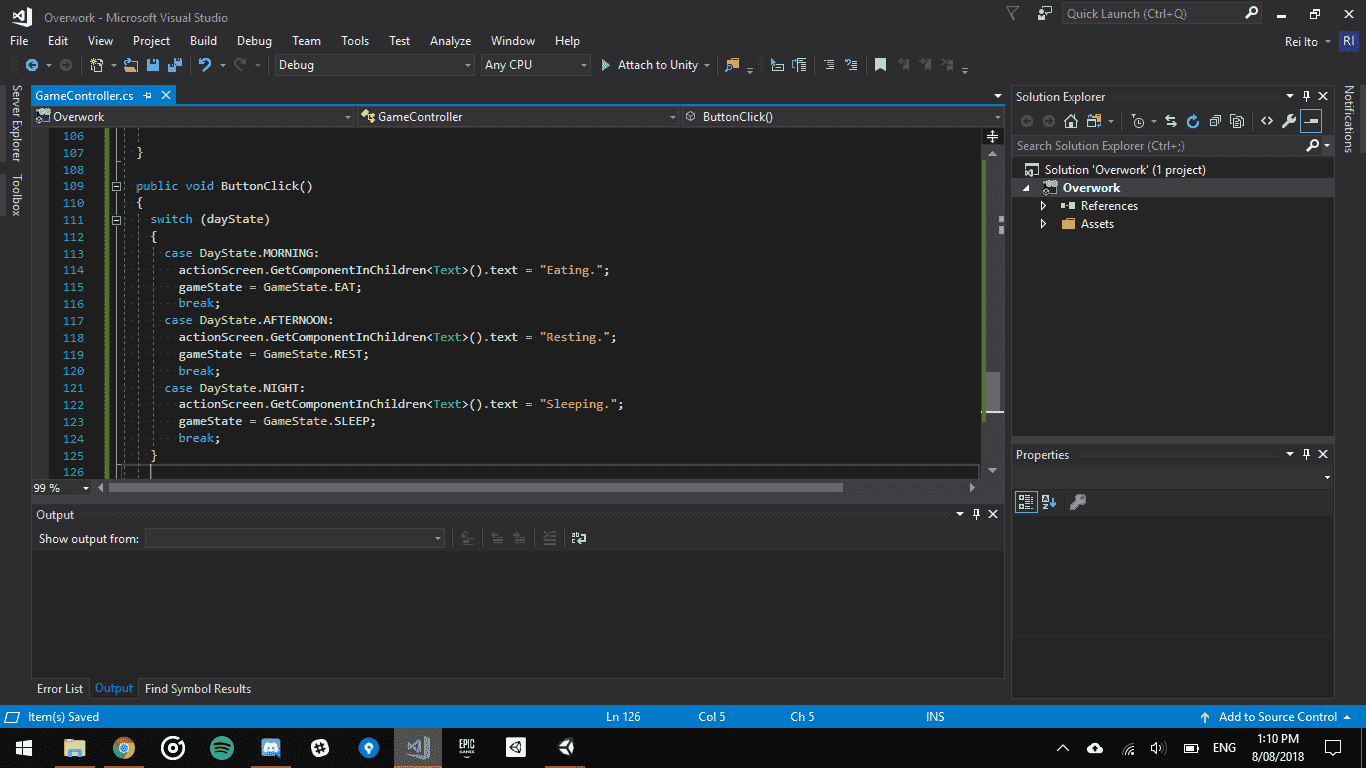 Overwork - Microsoft Visual Studio
Quick Launch (Ctrl+Q)
File Edit View Project Build Debug Team Tools Test Analyze Window Help
Rei Ito RI
Debug Any CPU Attach to Unity
Server Explorer
Toolbox
GameController.cs
Overwork GameController ButtonClick()
106
107 }
108
109 public void ButtonClick()
110 {
111 switch (dayState)
112 {
113 case DayState.MORNING:
114 actionScreen.GetComponentInChildren<Text>().text = "Eating.";
115 gameState = GameState.EAT;
116 break;
117 case DayState.AFTERNOON:
118 actionScreen.GetComponentInChildren<Text>().text = "Resting.";
119 gameState = GameState.REST;
120 break;
121 case DayState.NIGHT:
122 actionScreen.GetComponentInChildren<Text>().text = "Sleeping.";
123 gameState = GameState.SLEEP;
124 break;
125 }
126
99 %
Output
Show output from:
Error List Output Find Symbol Results
Solution Explorer
Search Solution Explorer (Ctrl+;)
Solution 'Overwork' (1 project)
Overwork
References
Assets
Properties
Notifications
Item(s) Saved Ln 126 Col 5 Ch 5 INS Add to Source Control
EPIC
GAMES
ENG
1:10 PM
8/08/2018